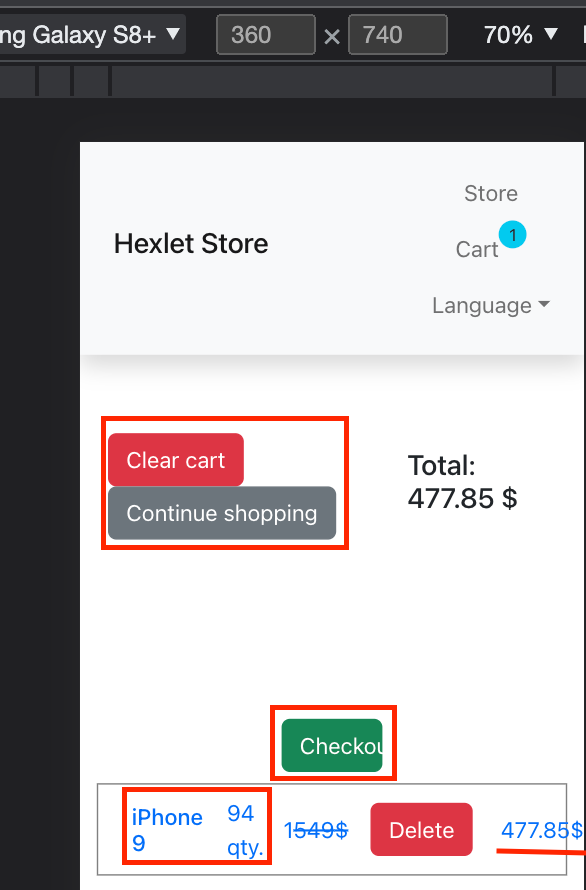 ng Galaxy S8+ ▼ 360 × 740 70% ▼
Store
Hexlet Store
Cart 1
Language
Clear cart
Continue shopping
Total:
477.85 $
Checkou
iPhone 9
94 qty.
1549$
Delete
477.85$